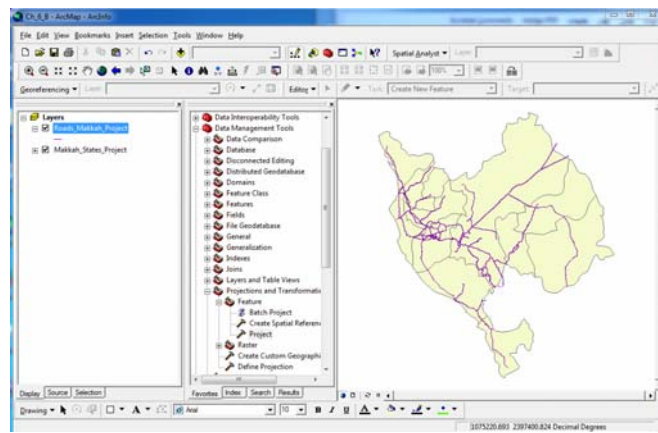 Ch_6_8 - ArcMap - ArcInfo
File Edit View Bookmarks Insert Selection Tools Window Help
Spatial Analyst Layer:
100%
Georeferencing Layer: Editor Task: Create New Feature Target:
Layers
Roads_Makkah_Project
Makkah_States_Project
Data Interoperability Tools
Data Management Tools
Data Comparison
Database
Disconnected Editing
Distributed Geodatabase
Domains
Feature Class
Features
Fields
File Geodatabase
General
Generalization
Indexes
Joins
Layers and Table Views
Projections and Transformatio
Feature
Batch Project
Create Spatial Referen
Project
Raster
Create Custom Geographi
Define Projection
Display Source Selection
Favorites Index Search Results
Drawing A Arial 10 B I U A
1075220.693 2397400.824 Decimal Degrees